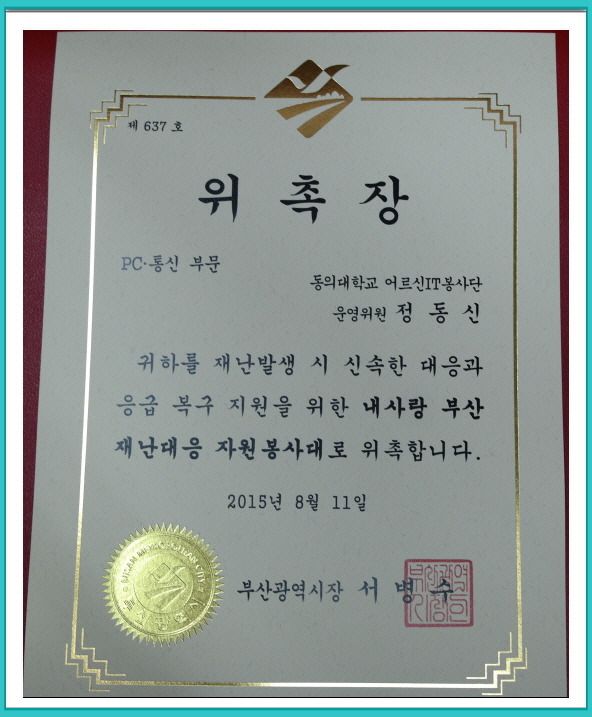 제 637 호
위 촉 장
PC·통신 부문
동의대학교 어르신IT봉사단
운영위원 정 동 신
귀하를 재난발생 시 신속한 대응과
응급 복구 지원을 위한 내사랑 부산
재난대응 자원봉사대로 위촉합니다.
2015년 8월 11일
부산광역시장 서 병 수
BUSAN METROPOLITAN CITY